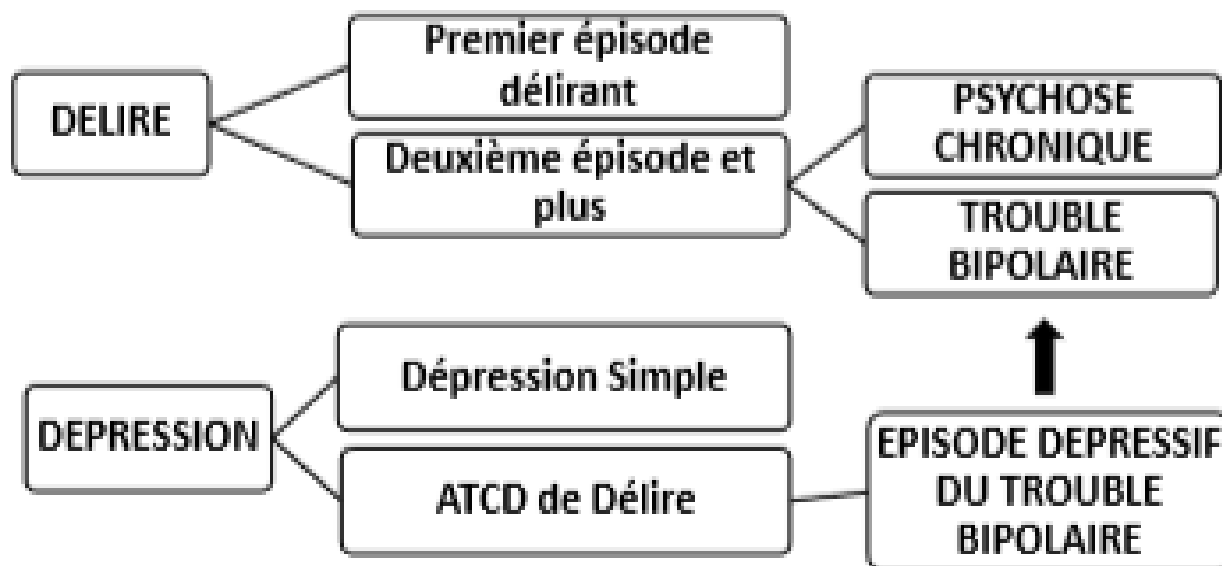 Premier épisode
délirant
DELIRE
Deuxième épisode et
plus
PSYCHOSE
CHRONIQUE
TROUBLE
BIPOLAIRE
Dépression Simple
DEPRESSION
ATCD de Délire
EPISODE DEPRESSIF
DU TROUBLE
BIPOLAIRE